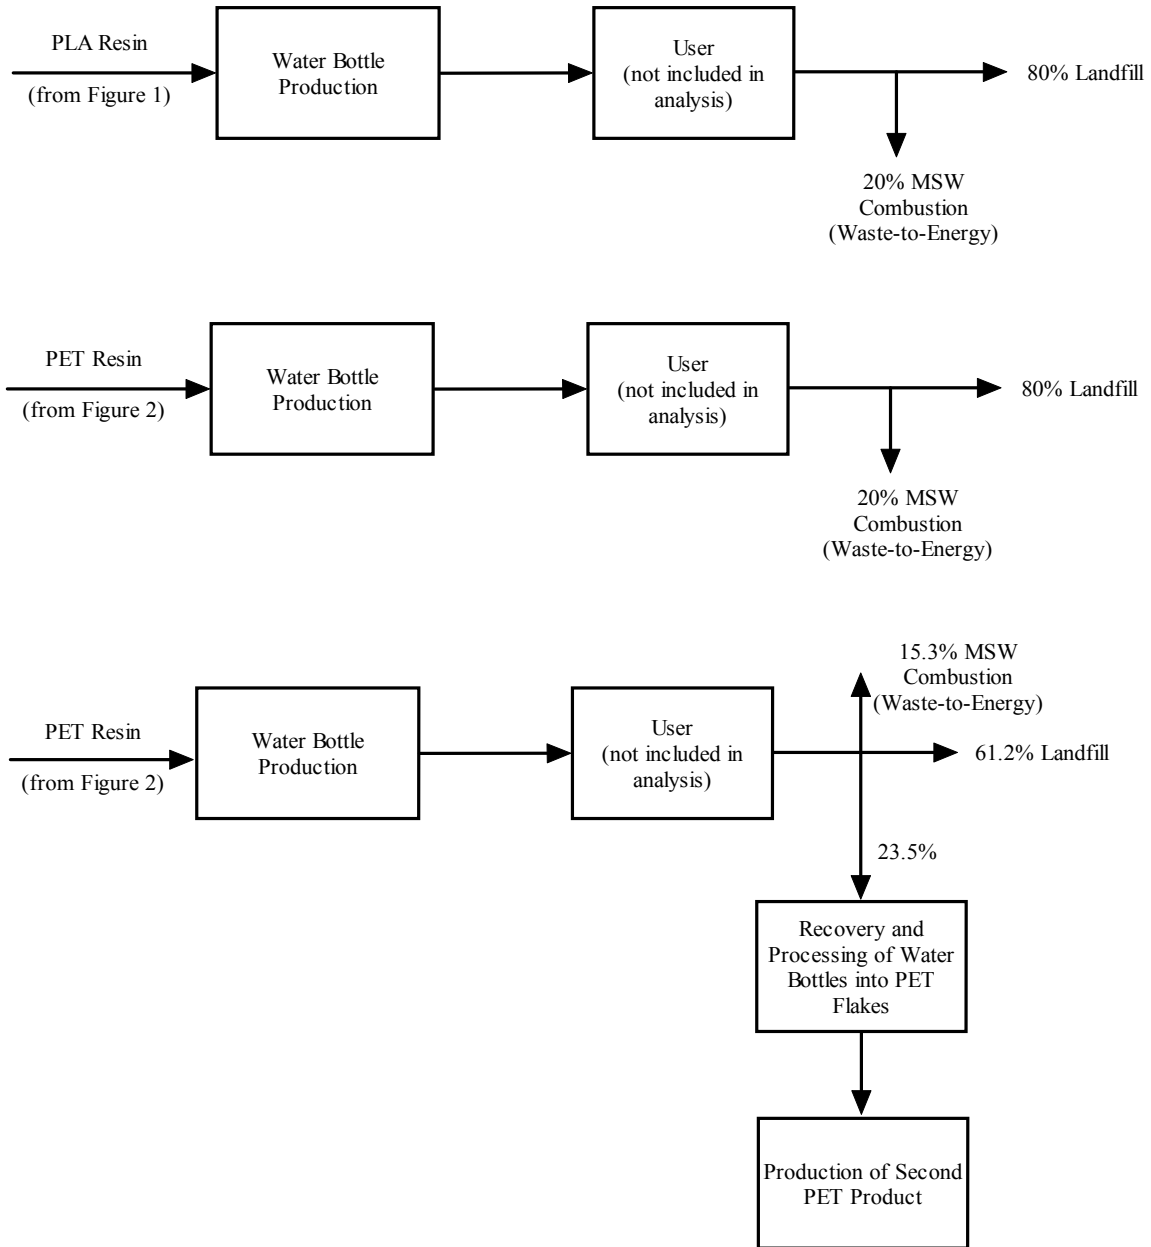 PLA Resin
(from Figure 1)
Water Bottle
Production
User
(not included in
analysis)
80% Landfill
20% MSW
Combustion
(Waste-to-Energy)
PET Resin
(from Figure 2)
Water Bottle
Production
User
(not included in
analysis)
80% Landfill
20% MSW
Combustion
(Waste-to-Energy)
15.3% MSW
Combustion
(Waste-to-Energy)
PET Resin
(from Figure 2)
Water Bottle
Production
User
(not included in
analysis)
61.2% Landfill
23.5%
Recovery and
Processing of Water
Bottles into PET
Flakes
Production of Second
PET Product